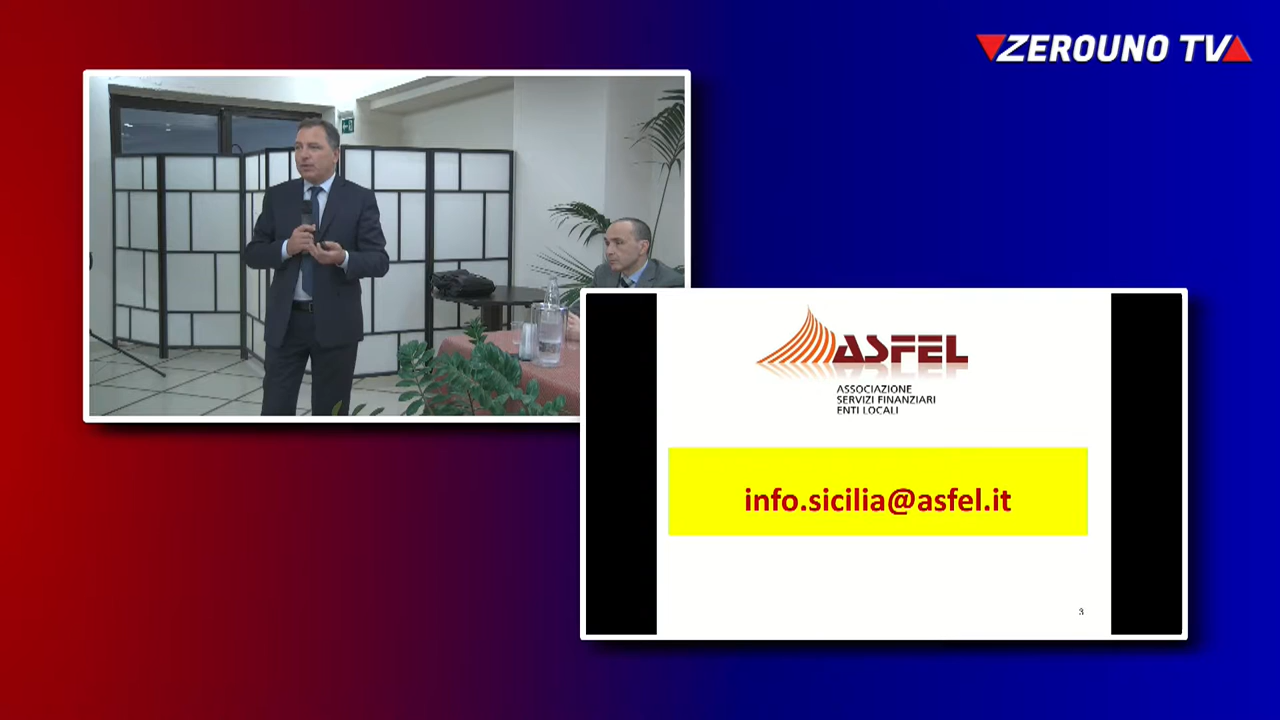 ZEROUNO TV
ASFEL
ASSOCIAZIONE
SERVIZI FINANZIARI
ENTI LOCALI
info.sicilia@asfel.it
3